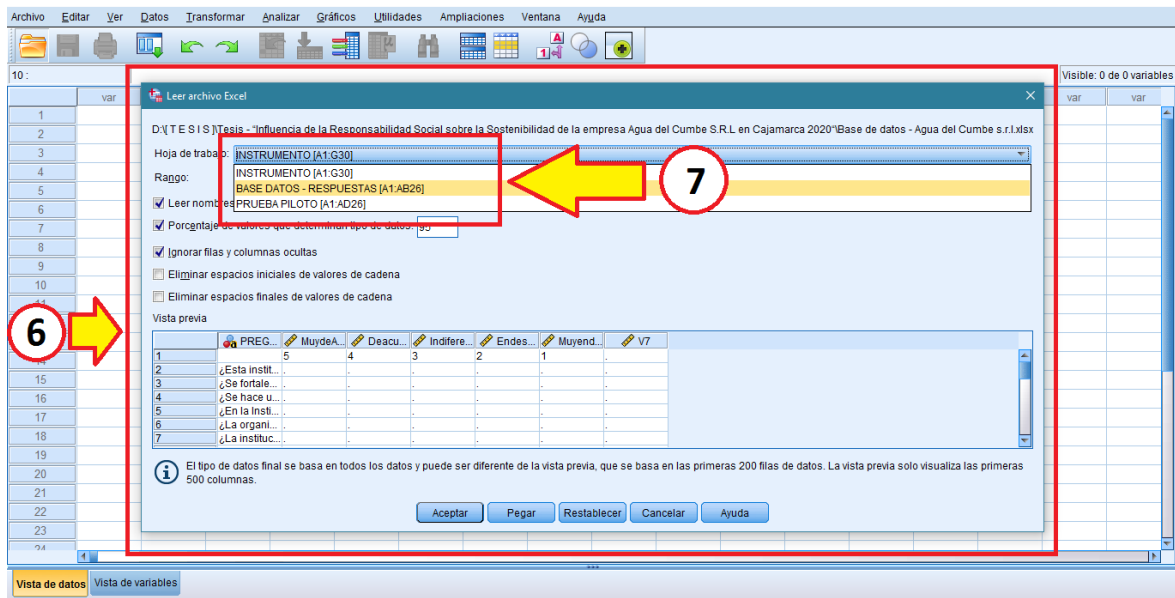 Archivo Editar Ver Datos Transformar Analizar Gráficos Utilidades Ampliaciones Ventana Ayuda
10 :
Visible: 0 de 0 variables
var var var
Leer archivo Excel
D:\[ T E S I S ]\Tesis - "Influencia de la Responsabilidad Social sobre la Sostenibilidad de la empresa Agua del Cumbe S.R.L en Cajamarca 2020"\Base de datos - Agua del Cumbe s.r.l.xlsx
Hoja de trabajo: INSTRUMENTO [A1:G30]
INSTRUMENTO [A1:G30]
Rango:
BASE DATOS - RESPUESTAS [A1:AB26]
Leer nombres
PRUEBA PILOTO [A1:AD26]
7
Porcentaje de valores que determinan tipo de datos: 95
Ignorar filas y columnas ocultas
Eliminar espacios iniciales de valores de cadena
Eliminar espacios finales de valores de cadena
Vista previa
6
PREG... MuydeA... Deacu... Indifere... Endes... Muyend... V7
1 5 4 3 2 1 .
2 ¿Esta instit... . . . . . .
3 ¿Se fortale... . . . . . .
4 ¿Se hace u... . . . . . .
5 ¿En la Insti... . . . . . .
6 ¿La organi... . . . . . .
7 ¿La instituc... . . . . . .
El tipo de datos final se basa en todos los datos y puede ser diferente de la vista previa, que se basa en las primeras 200 filas de datos. La vista previa solo visualiza las primeras
500 columnas.
Aceptar Pegar Restablecer Cancelar Ayuda
1
2
3
4
5
6
7
8
9
10
15
16
17
18
19
20
21
22
23
24
Vista de datos Vista de variables